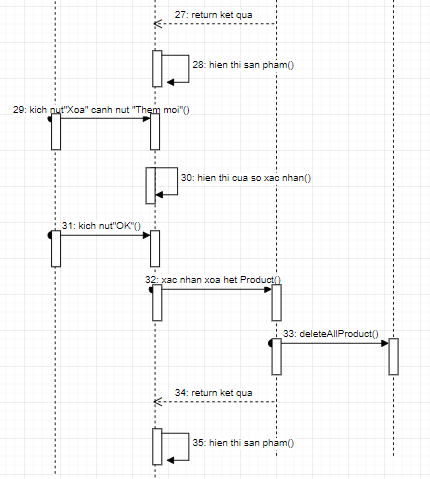 27: return ket qua
28: hien thi san pham()
29: kich nut"Xoa" canh nut "Them moi"()
30: hien thi cua so xac nhan()
31: kich nut"OK"()
32: xac nhan xoa het Product()
33: deleteAllProduct()
34: return ket qua
35: hien thi san pham()